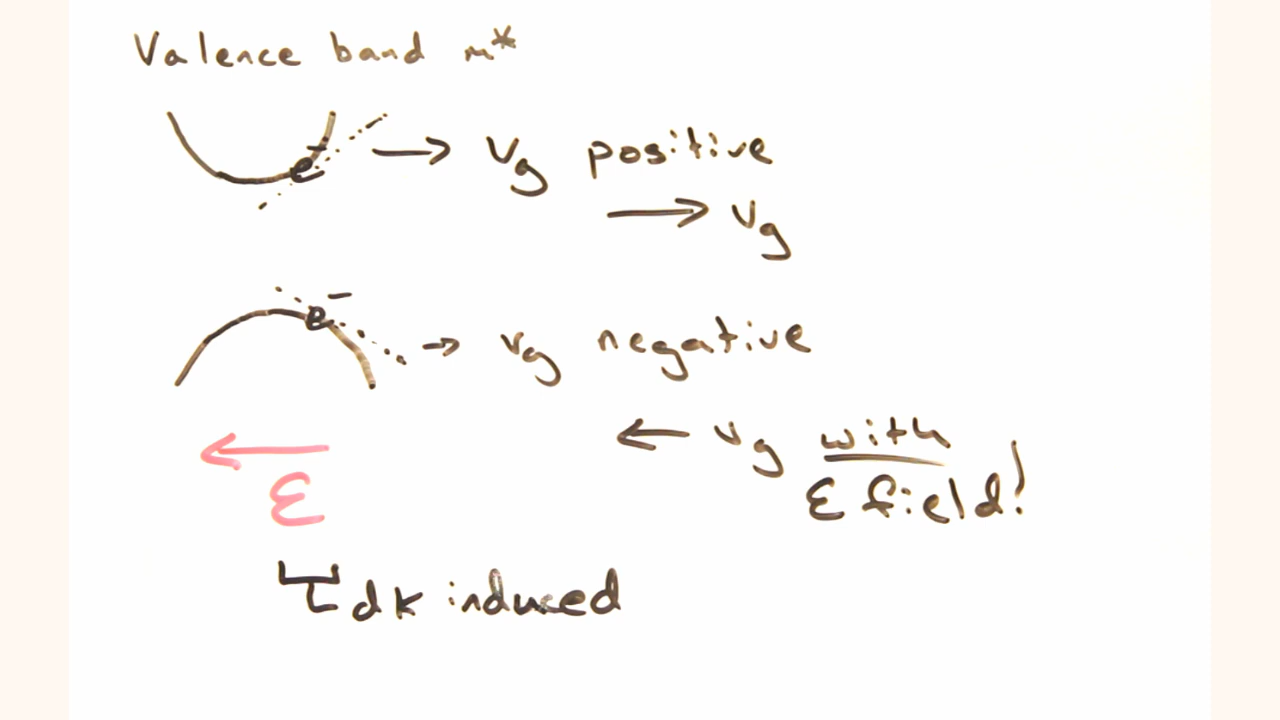 Valence band m*
e⁻ → vg positive
→ vg
e⁻ → vg negative
← vg with
ε field!
ε
dk induced